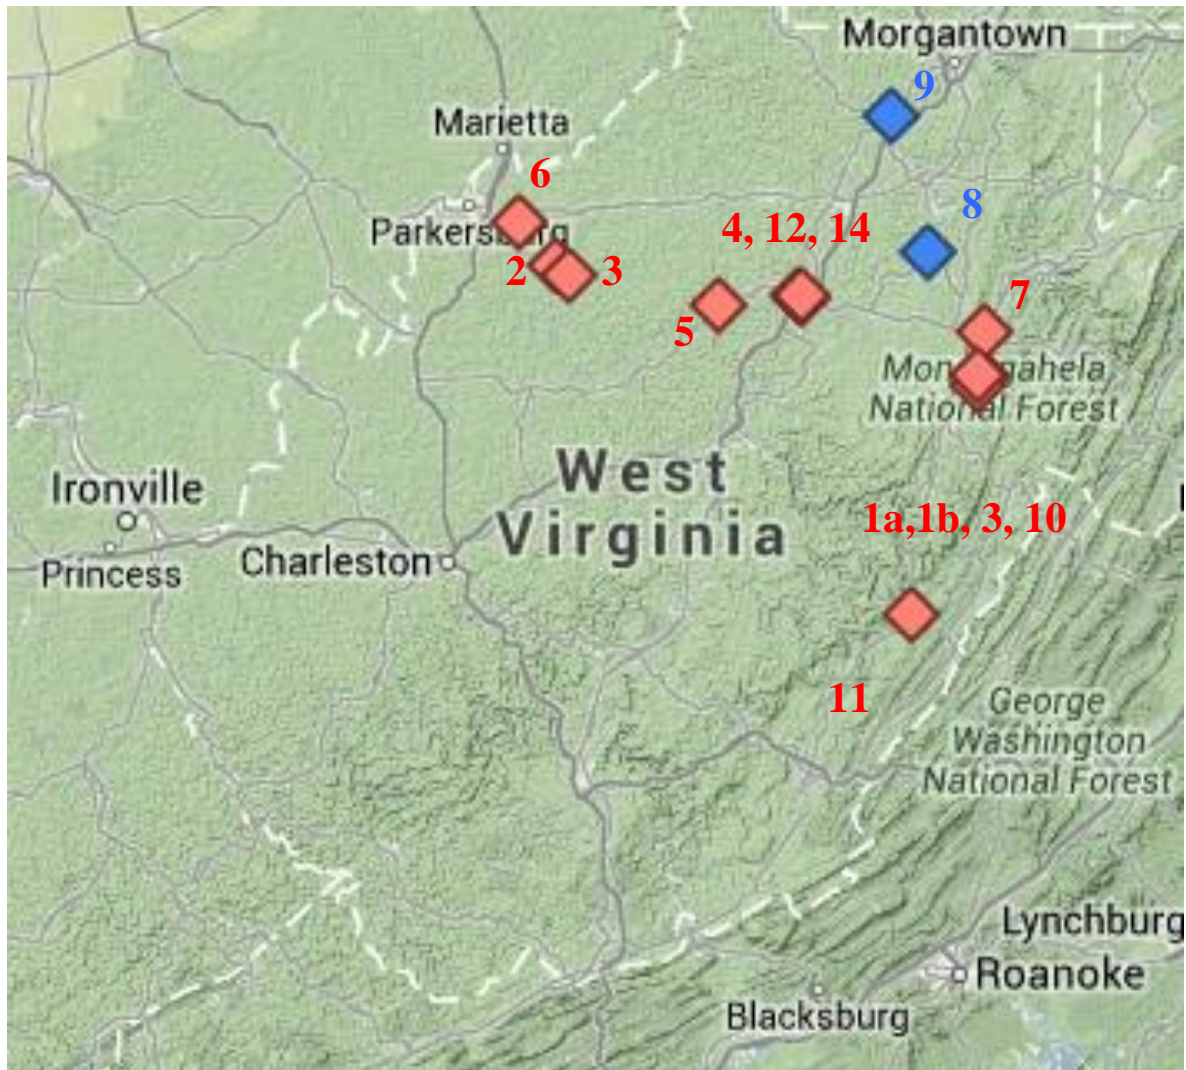 Morgantown
9
Marietta
6
8
Parkersburg
4, 12, 14
2
3
7
5
Monongahela
National Forest
West
Virginia
Ironville
1a,1b, 3, 10
Charleston
Princess
11
George
Washington
National Forest
Lynchburg
Roanoke
Blacksburg